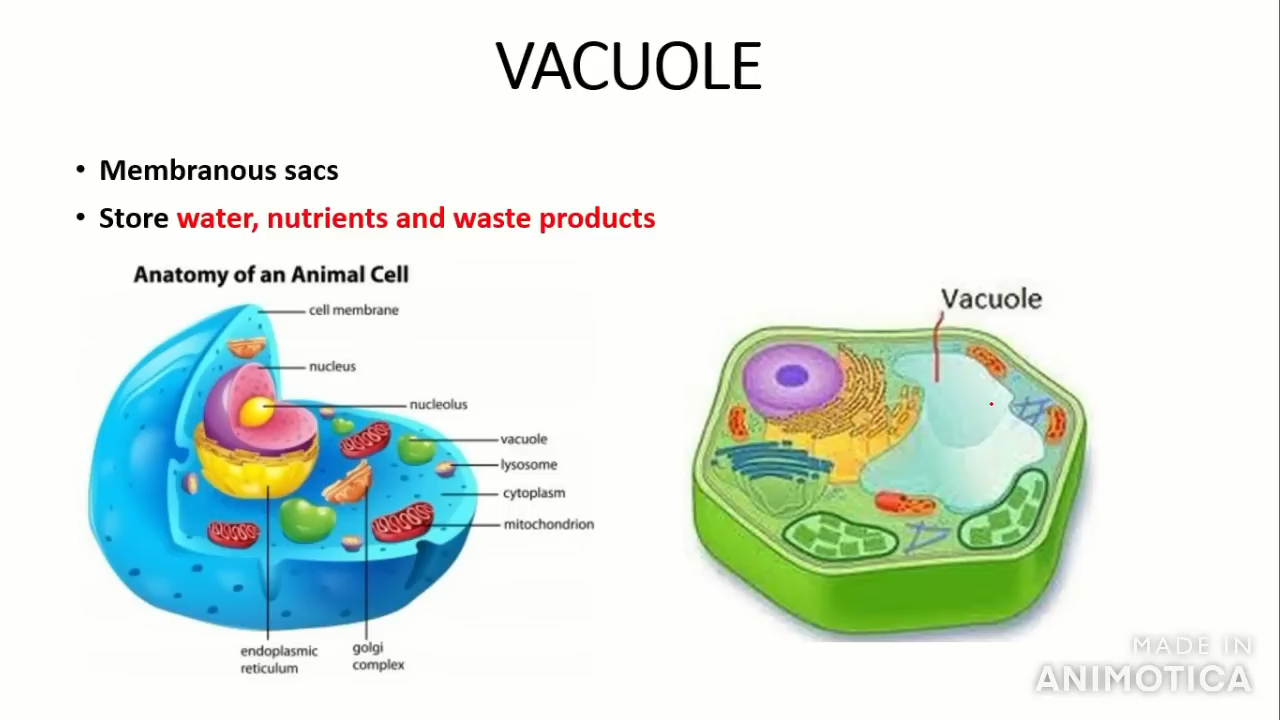 VACUOLE
• Membranous sacs
• Store water, nutrients and waste products
Anatomy of an Animal Cell
cell membrane
nucleus
nucleolus
vacuole
lysosome
cytoplasm
mitochondrion
endoplasmic
reticulum
golgi
complex
Vacuole
MADE IN
ANIMOTICA